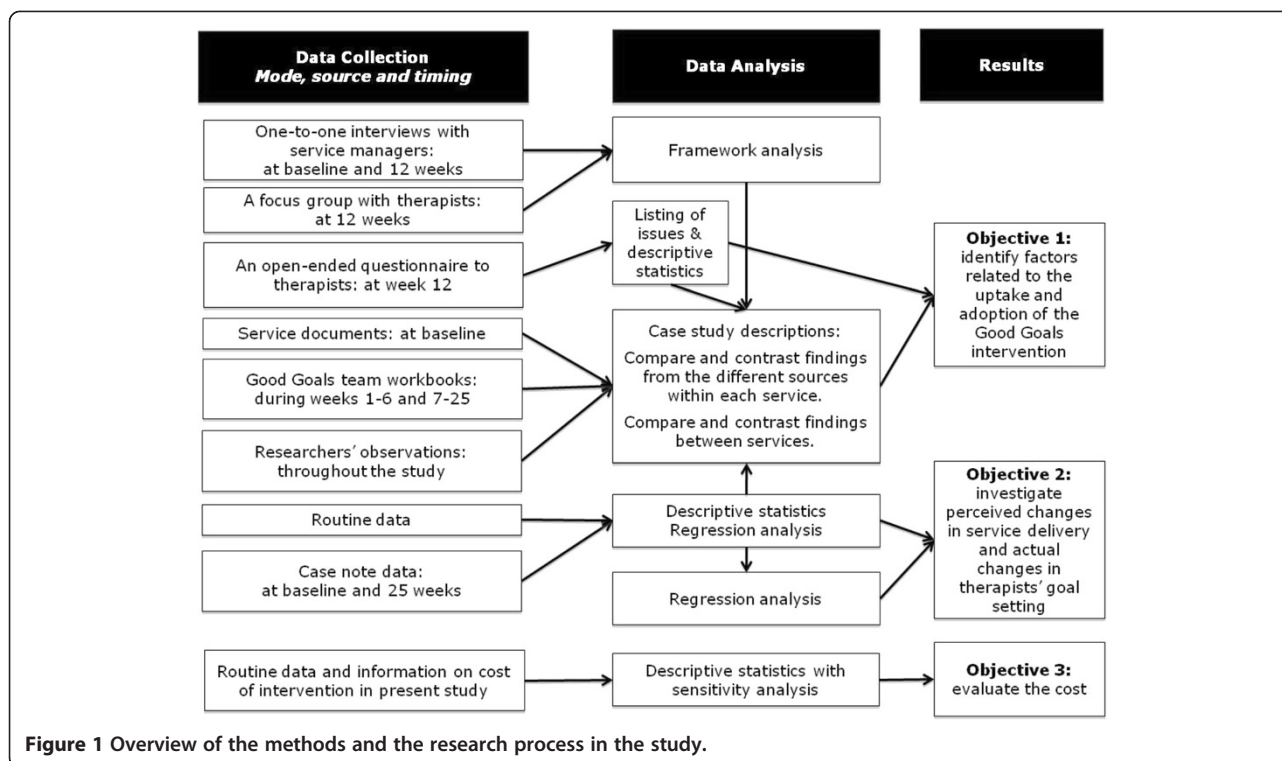 Data Collection
Mode, source and timing
One-to-one interviews with
service managers:
at baseline and 12 weeks
A focus group with therapists:
at 12 weeks
An open-ended questionnaire to
therapists: at week 12
Service documents: at baseline
Good Goals team workbooks:
during weeks 1-6 and 7-25
Researchers’ observations:
throughout the study
Routine data
Case note data:
at baseline and 25 weeks
Routine data and information on cost
of intervention in present study
Data Analysis
Framework analysis
Listing of
issues &
descriptive
statistics
Case study descriptions:
Compare and contrast findings
from the different sources
within each service.
Compare and contrast findings
between services.
Descriptive statistics
Regression analysis
Regression analysis
Descriptive statistics with
sensitivity analysis
Results
Objective 1:
identify factors
related to the
uptake and
adoption of the
Good Goals
intervention
Objective 2:
investigate
perceived changes
in service delivery
and actual
changes in
therapists’ goal
setting
Objective 3:
evaluate the cost
Figure 1 Overview of the methods and the research process in the study.